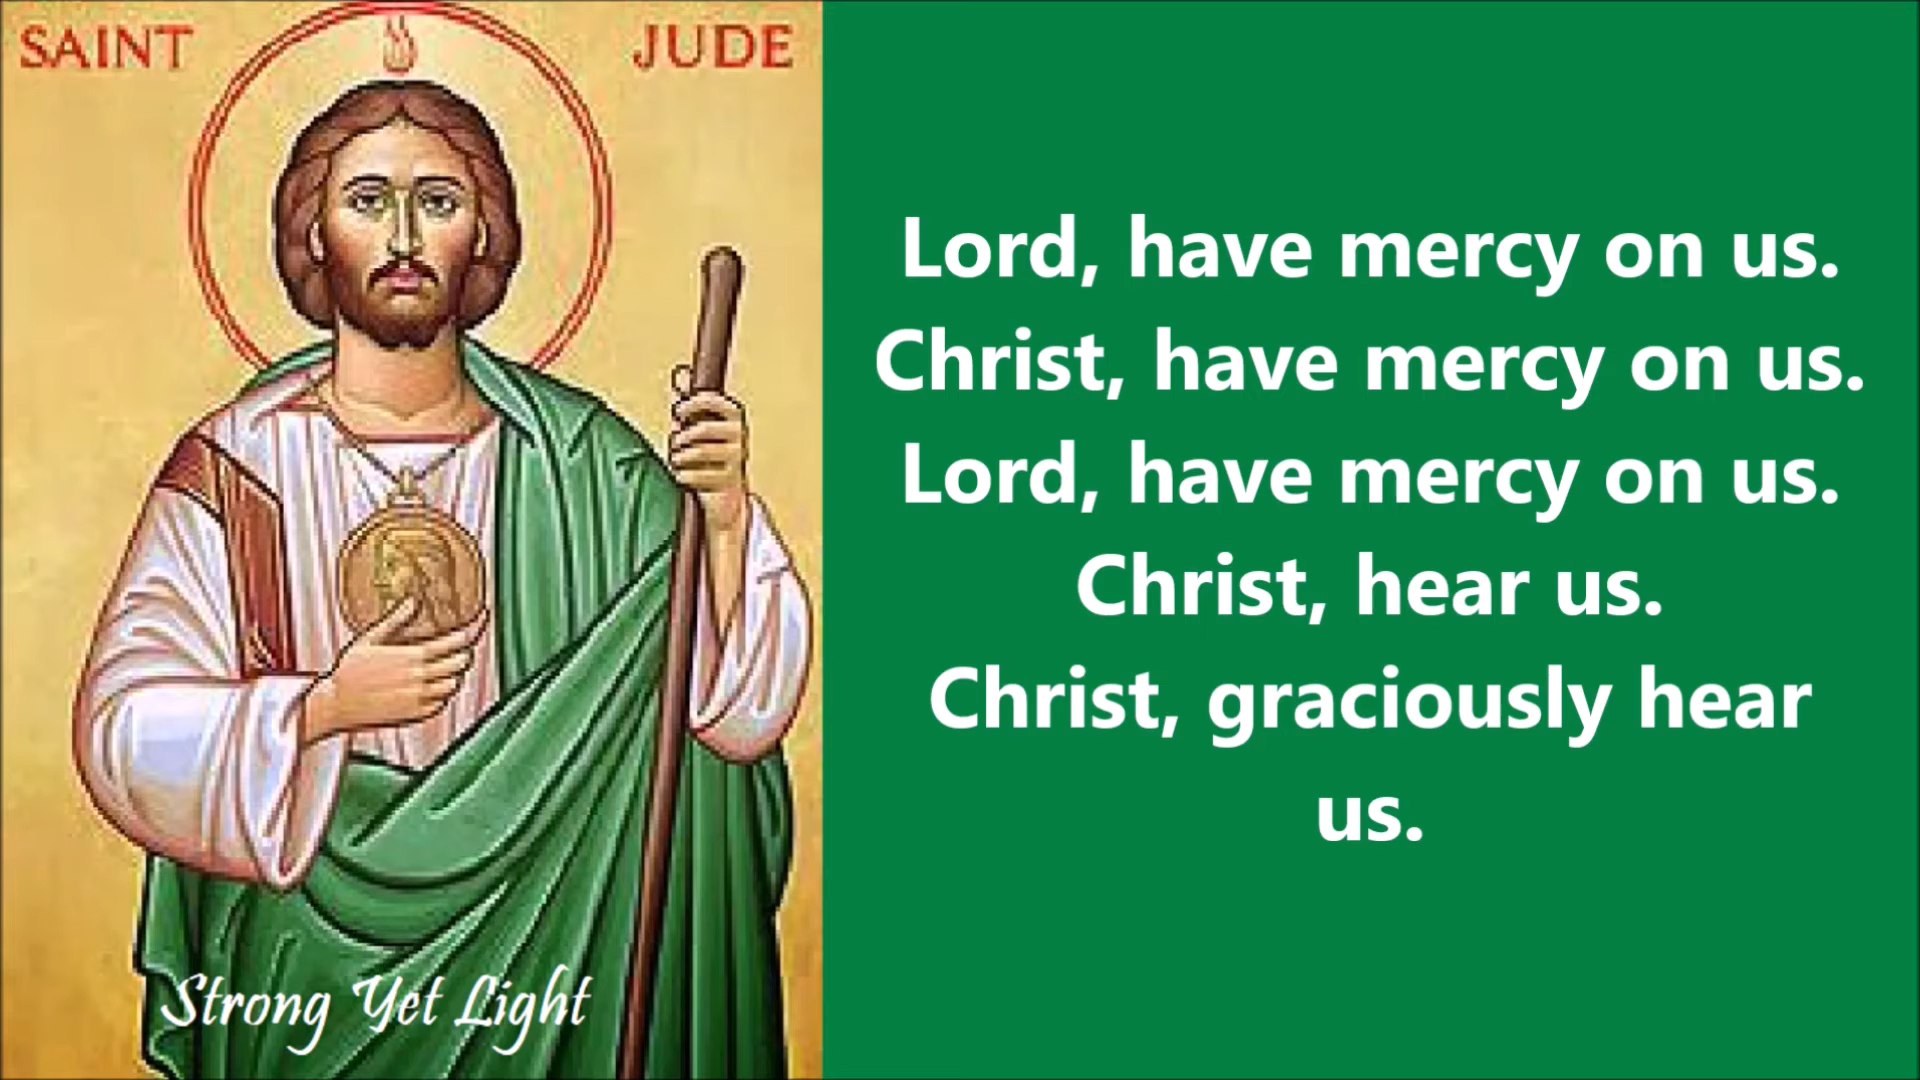 SAINT JUDE
Lord, have mercy on us.
Christ, have mercy on us.
Lord, have mercy on us.
Christ, hear us.
Christ, graciously hear
us.
Strong Yet Light